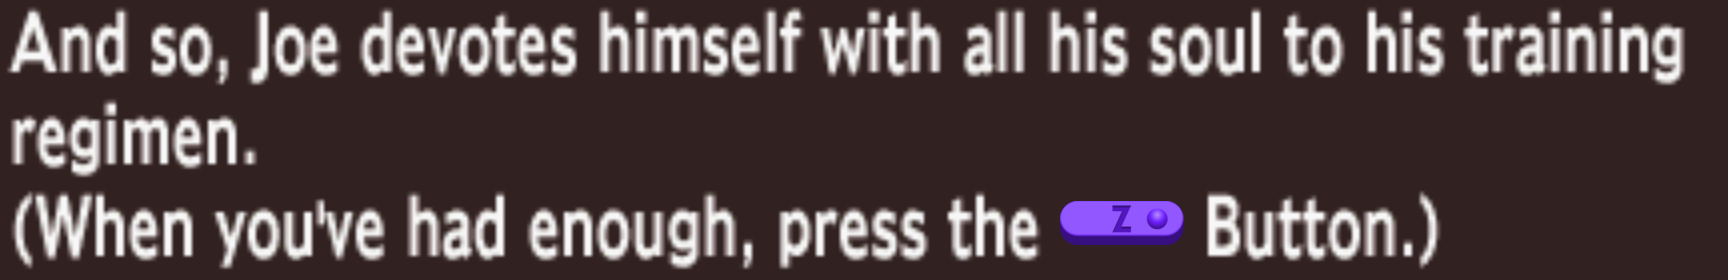 And so, Joe devotes himself with all his soul to his training
regimen.
(When you've had enough, press the Z Button.)